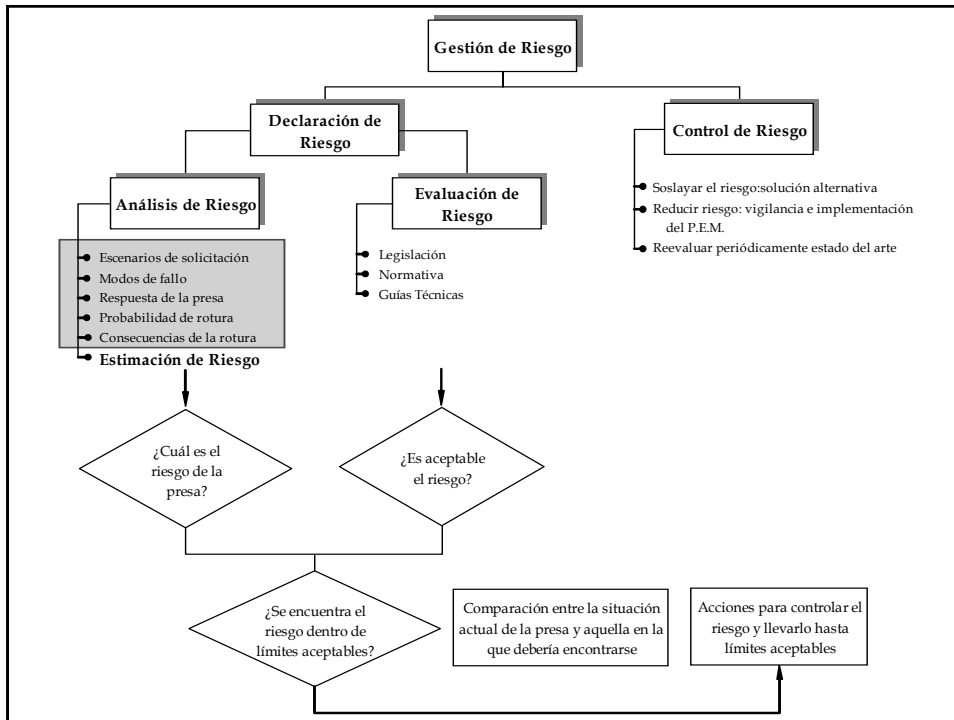 Gestión de Riesgo
Declaración de
Riesgo
Control de Riesgo
Análisis de Riesgo
Evaluación de
Riesgo
Soslayar el riesgo:solución alternativa
Reducir riesgo: vigilancia e implementación
del P.E.M.
Reevaluar periódicamente estado del arte
Escenarios de solicitación
Modos de fallo
Respuesta de la presa
Probabilidad de rotura
Consecuencias de la rotura
Estimación de Riesgo
Legislación
Normativa
Guías Técnicas
¿Cuál es el
riesgo de la
presa?
¿Es aceptable
el riesgo?
¿Se encuentra el
riesgo dentro de
límites aceptables?
Comparación entre la situación
actual de la presa y aquella en la
que debería encontrarse
Acciones para controlar el
riesgo y llevarlo hasta
límites aceptables